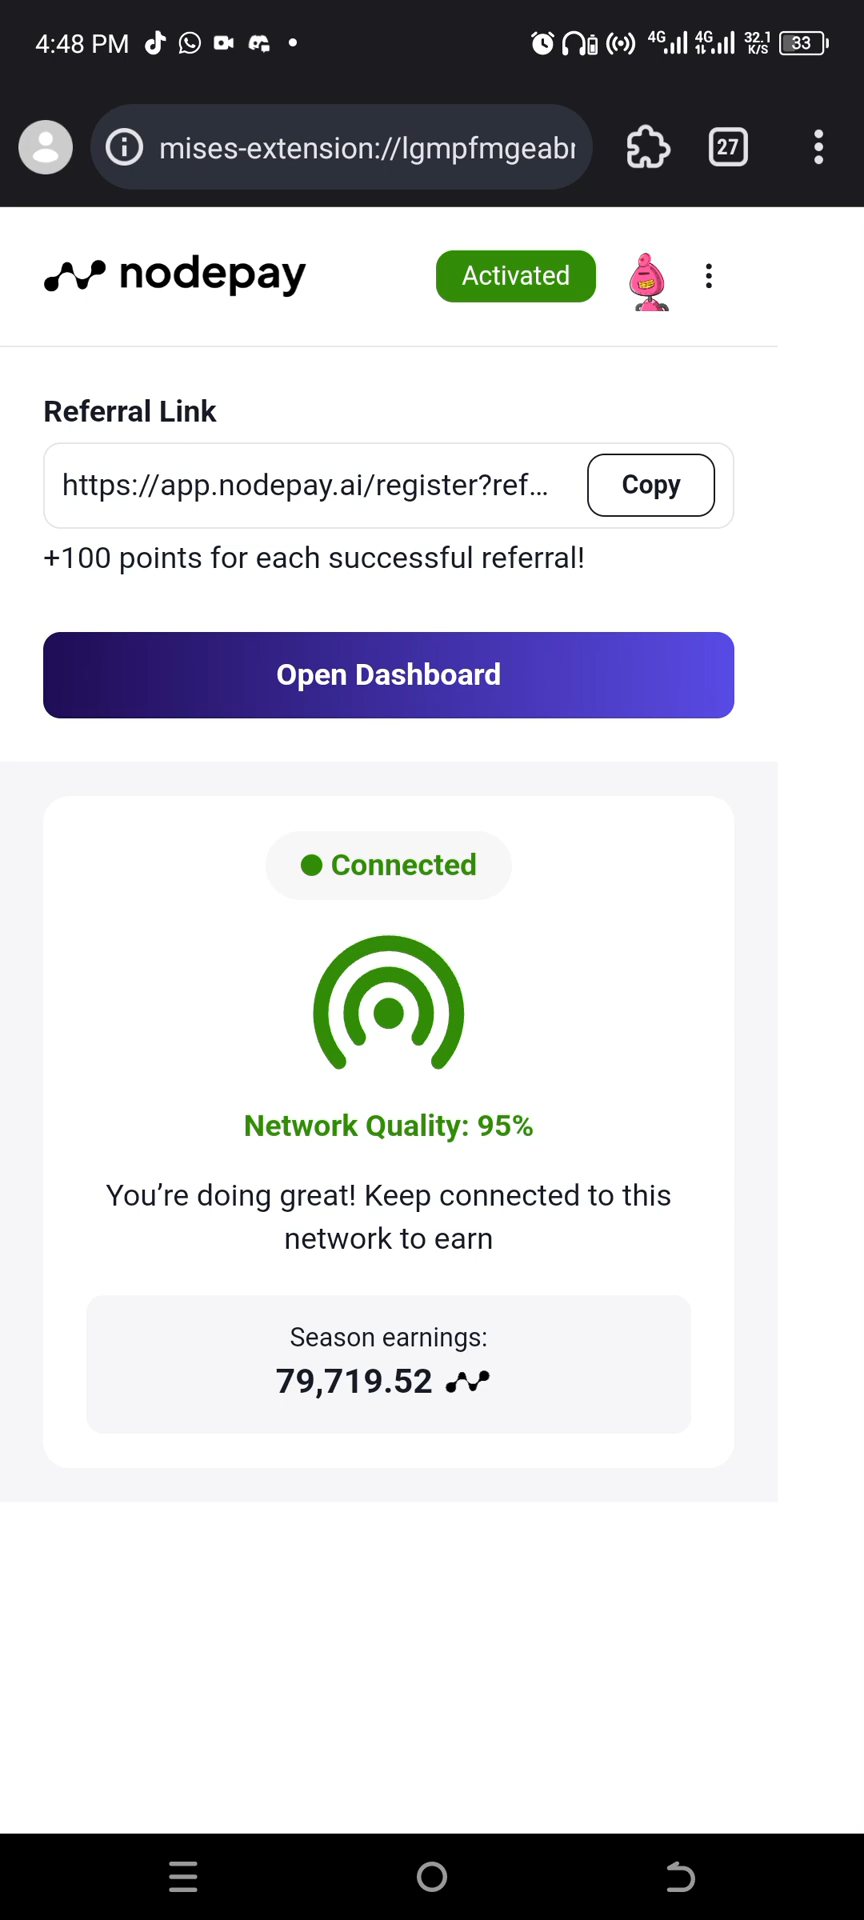 4:48 PM
4G 4G 32.1 K/S 33
mises-extension://lgmpfmgeabr
27
nodepay
Activated
Referral Link
https://app.nodepay.ai/register?ref...
Copy
+100 points for each successful referral!
Open Dashboard
Connected
Network Quality: 95%
You’re doing great! Keep connected to this
network to earn
Season earnings:
79,719.52